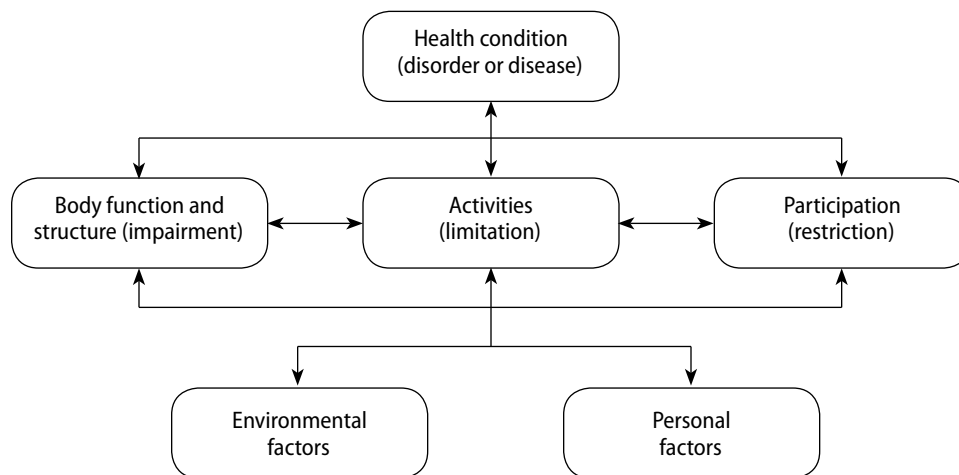 Health condition
(disorder or disease)
Body function and
structure (impairment)
Activities
(limitation)
Participation
(restriction)
Environmental
factors
Personal
factors